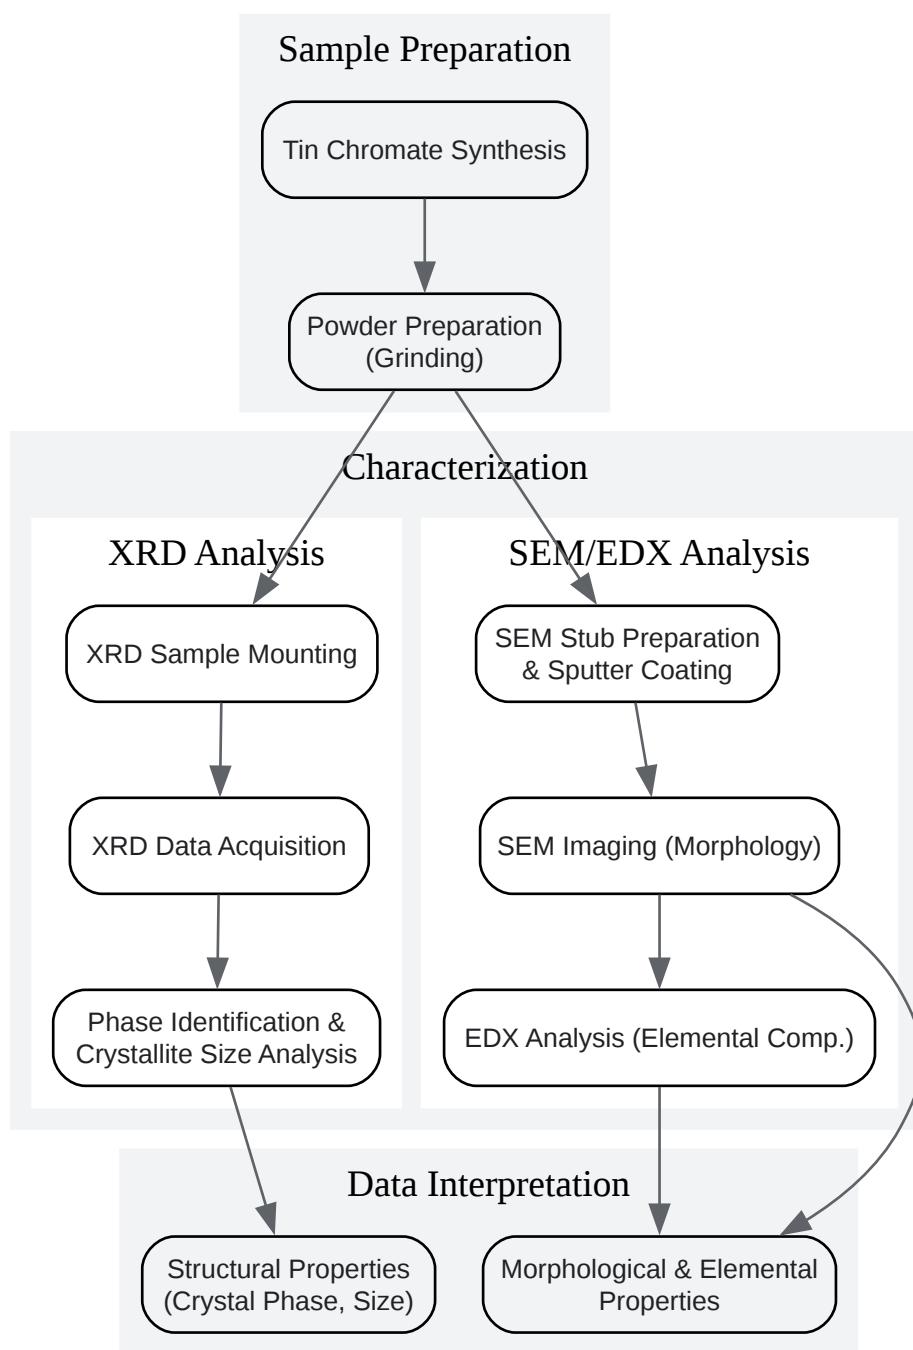 Sample Preparation
Tin Chromate Synthesis
Powder Preparation
(Grinding)
Characterization
XRD Analysis
XRD Sample Mounting
XRD Data Acquisition
Phase Identification &
Crystallite Size Analysis
SEM/EDX Analysis
SEM Stub Preparation
& Sputter Coating
SEM Imaging (Morphology)
EDX Analysis (Elemental Comp.)
Data Interpretation
Structural Properties
(Crystal Phase, Size)
Morphological & Elemental
Properties